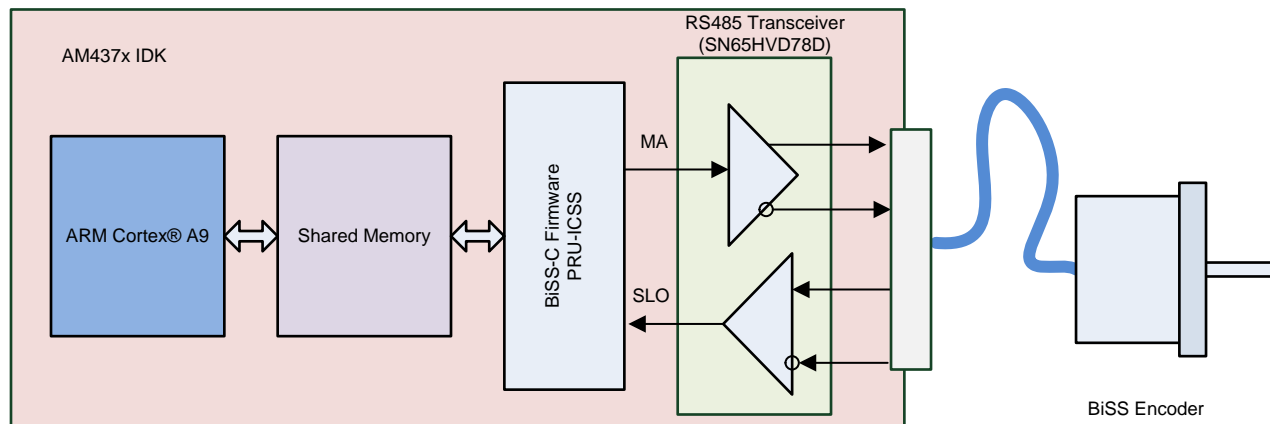 RS485 Transceiver
(SN65HVD78D)
AM437x IDK
MA
ARM Cortex® A9
Shared Memory
BiSS-C Firmware
PRU-ICSS
SLO
BiSS Encoder